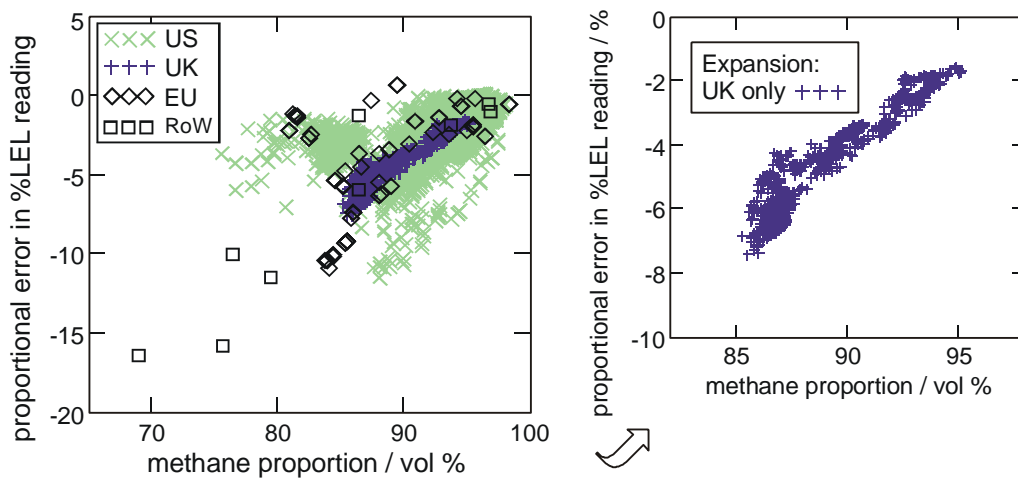 proportional error in %LEL reading
5
0
-5
-10
-15
-20
US
UK
EU
RoW
70
80
90
100
methane proportion / vol %
proportional error in %LEL reading / %
0
-2
-4
-6
-8
-10
Expansion:
UK only
85
90
95
methane proportion / vol %